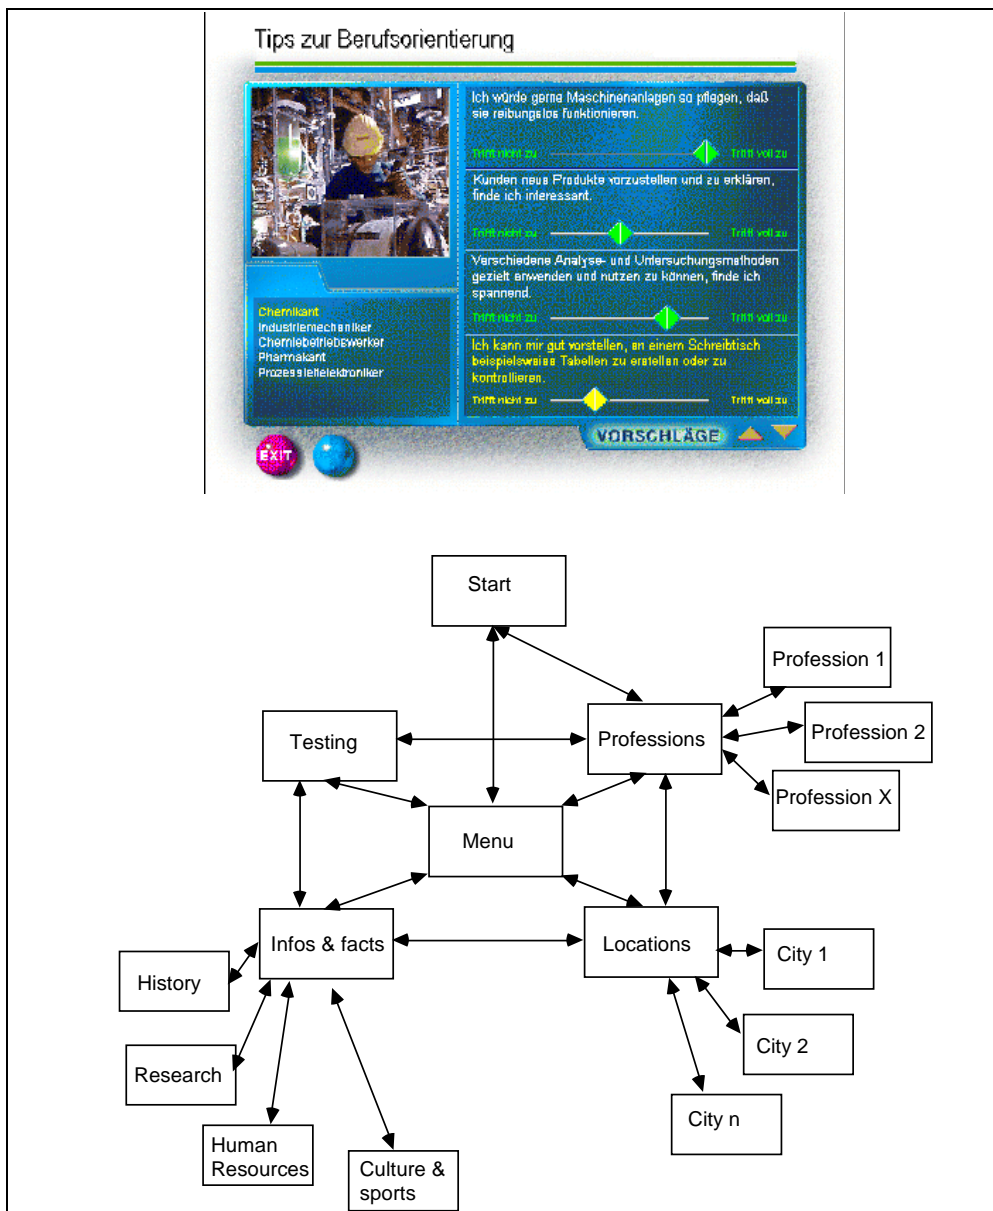 Tips zur Berufsorientierung
Ich würde gerne Maschinenanlagen so pflegen, daß
sie reibungslos funktionieren.
Trifft nicht zu
Trifft voll zu
Kunden neue Produkte vorzustellen und zu erklären,
finde ich interessant.
Trifft nicht zu
Trifft voll zu
Verschiedene Analyse- und Untersuchungsmethoden
gezielt anwenden und nutzen zu können, finde ich
spannend.
Trifft nicht zu
Trifft voll zu
Ich kann mir gut vorstellen, an einem Schreibtisch
beispielsweise Tabellen zu erstellen oder zu
kontrollieren.
Trifft nicht zu
Trifft voll zu
Chemikant
Industriemechaniker
Chemiebetriebswerker
Pharmakant
Prozessleitelektroniker
VORSCHLÄGE
EXIT
Start
Profession 1
Testing
Professions
Profession 2
Profession X
Menu
Infos & facts
Locations
City 1
History
City 2
Research
City n
Human
Resources
Culture &
sports